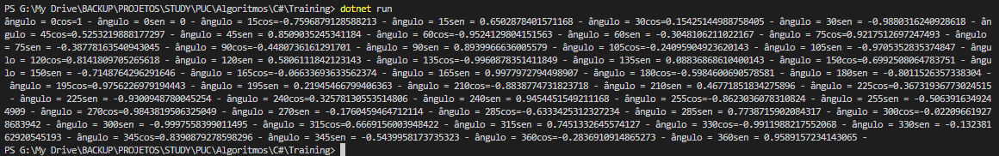 PS G:\My Drive\BACKUP\PROJETOS\STUDY\PUC\Algoritmos\C#\Training> dotnet run
ângulo = 0cos=1 - ângulo = 0sen = 0 - ângulo = 15cos=-0.7596879128588213 - ângulo = 15sen = 0.6502878401571168 - ângulo = 30cos=0.15425144988758405 - ângulo = 30sen = -0.9880316240928618 - â
ngulo = 45cos=0.5253219888177297 - ângulo = 45sen = 0.8509035245341184 - ângulo = 60cos=-0.9524129804151563 - ângulo = 60sen = -0.3048106211022167 - ângulo = 75cos=0.9217512697247493 - ângulo
= 75sen = -0.38778163540943045 - ângulo = 90cos=-0.4480736161291701 - ângulo = 90sen = 0.8939966636005579 - ângulo = 105cos=-0.24095904923620143 - ângulo = 105sen = -0.9705352835374847 - ângu
lo = 120cos=0.8141809705265618 - ângulo = 120sen = 0.5806111842123143 - ângulo = 135cos=-0.9960878351411849 - ângulo = 135sen = 0.08836868610400143 - ângulo = 150cos=0.6992508064783751 - ângu
lo = 150sen = -0.7148764296291646 - ângulo = 165cos=-0.06633693633562374 - ângulo = 165sen = 0.9977972794498907 - ângulo = 180cos=-0.5984600690578581 - ângulo = 180sen = -0.8011526357338304 -
ângulo = 195cos=0.9756226979194443 - ângulo = 195sen = 0.21945466799406363 - ângulo = 210cos=-0.8838774731823718 - ângulo = 210sen = 0.46771851834275896 - ângulo = 225cos=0.36731936773024515
- ângulo = 225sen = -0.9300948780045254 - ângulo = 240cos=0.32578130553514806 - ângulo = 240sen = 0.9454451549211168 - ângulo = 255cos=-0.8623036078310824 - ângulo = 255sen = -0.506391634924
4909 - ângulo = 270cos=0.9843819506325049 - ângulo = 270sen = -0.1760459464712114 - ângulo = 285cos=-0.6333425312327234 - ângulo = 285sen = 0.7738715902084317 - ângulo = 300cos=-0.02209661927
8683942 - ângulo = 300sen = -0.9997558399011495 - ângulo = 315cos=0.6669156003948422 - ângulo = 315sen = 0.7451332645574127 - ângulo = 330cos=-0.9911988217552068 - ângulo = 330sen = -0.132381
62920545193 - ângulo = 345cos=0.8390879278598296 - ângulo = 345sen = -0.5439958173735323 - ângulo = 360cos=-0.2836910914865273 - ângulo = 360sen = 0.9589157234143065 -
PS G:\My Drive\BACKUP\PROJETOS\STUDY\PUC\Algoritmos\C#\Training>